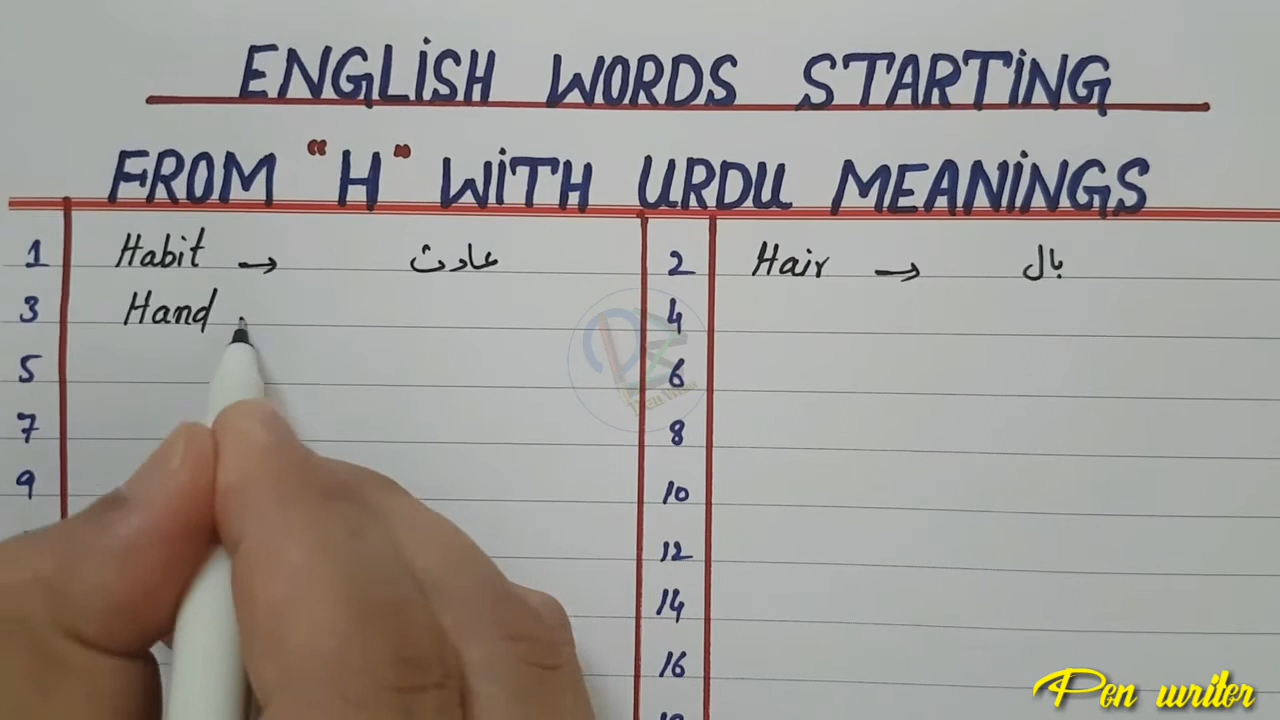 ENGLISH WORDS STARTING
FROM "H" WITH URDU MEANINGS
1 Habit → عادت 2 Hair → بال
3 Hand 4
5 6
7 8
9 10
12
14
16
Pen writer